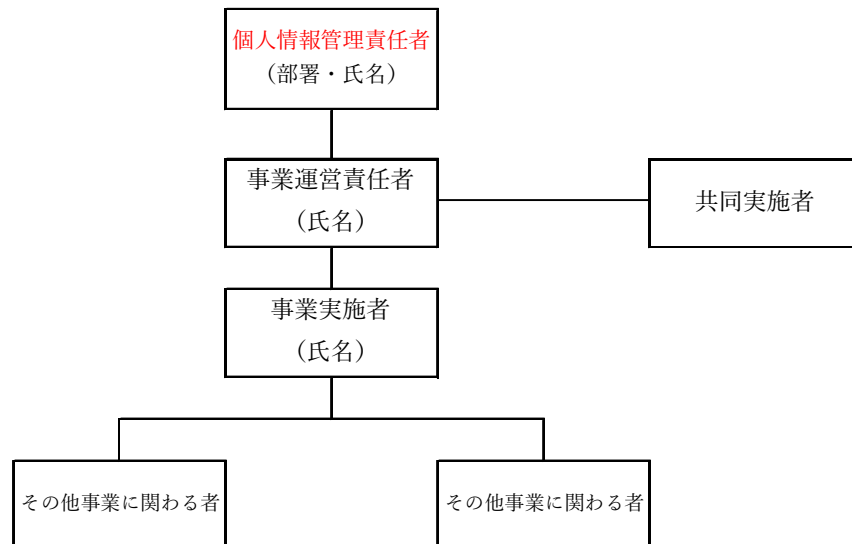 個人情報管理責任者
（部署・氏名）
事業運営責任者
（氏名）
共同実施者
事業実施者
（氏名）
その他事業に関わる者
その他事業に関わる者